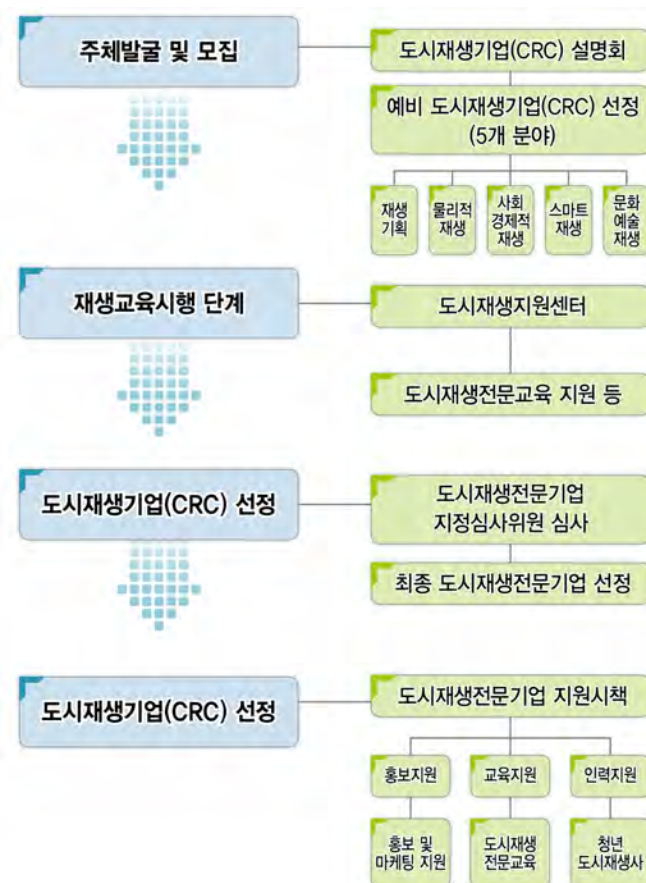 주체발굴 및 모집
도시재생기업(CRC) 설명회
예비 도시재생기업(CRC) 선정
(5개 분야)
재생
기획
물리적
재생
사회
경제적
재생
스마트
재생
문화
예술
재생
재생교육시행 단계
도시재생지원센터
도시재생전문교육 지원 등
도시재생기업(CRC) 선정
도시재생전문기업
지정심사위원 심사
최종 도시재생전문기업 선정
도시재생기업(CRC) 선정
도시재생전문기업 지원시책
홍보지원
교육지원
인력지원
홍보 및
마케팅 지원
도시재생
전문교육
청년
도시재생사